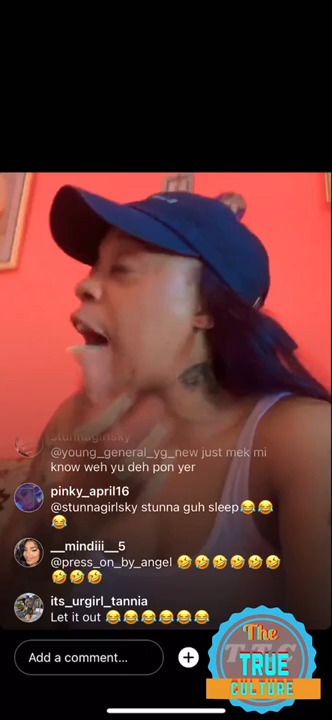 stunnagirlsky
@young_general_yg_new just mek mi
know weh yu deh pon yer
pinky_april16
@stunnagirlsky stunna guh sleep😂😂
😂
__mindiii__5
@press_on_by_angel 🤣🤣🤣🤣🤣🤣
🤣🤣🤣
its_urgirl_tannia
Let it out 😂😂😂😂😂😂
Add a comment...
The
TRUE
CULTURE